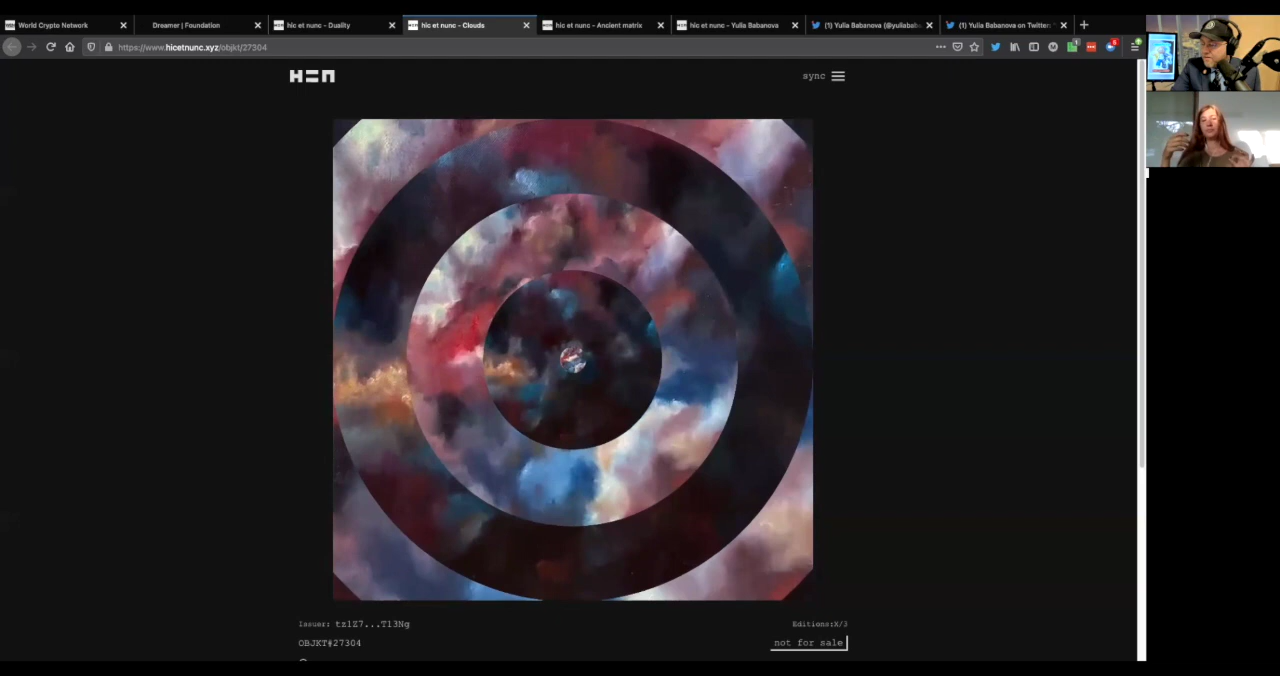 World Crypto Network
Dreamer | Foundation
hic et nunc – Duality
hic et nunc – Clouds
hic et nunc – Ancient matrix
hic et nunc – Yulia Babanova
(1) Yulia Babanova (@yuliabab
(1) Yulia Babanova on Twitter: "
https://www.hicetnunc.xyz/objkt/27304
sync
Issuer: tz1Z7...T13Ng
Editions:X/3
OBJKT#27304
not for sale